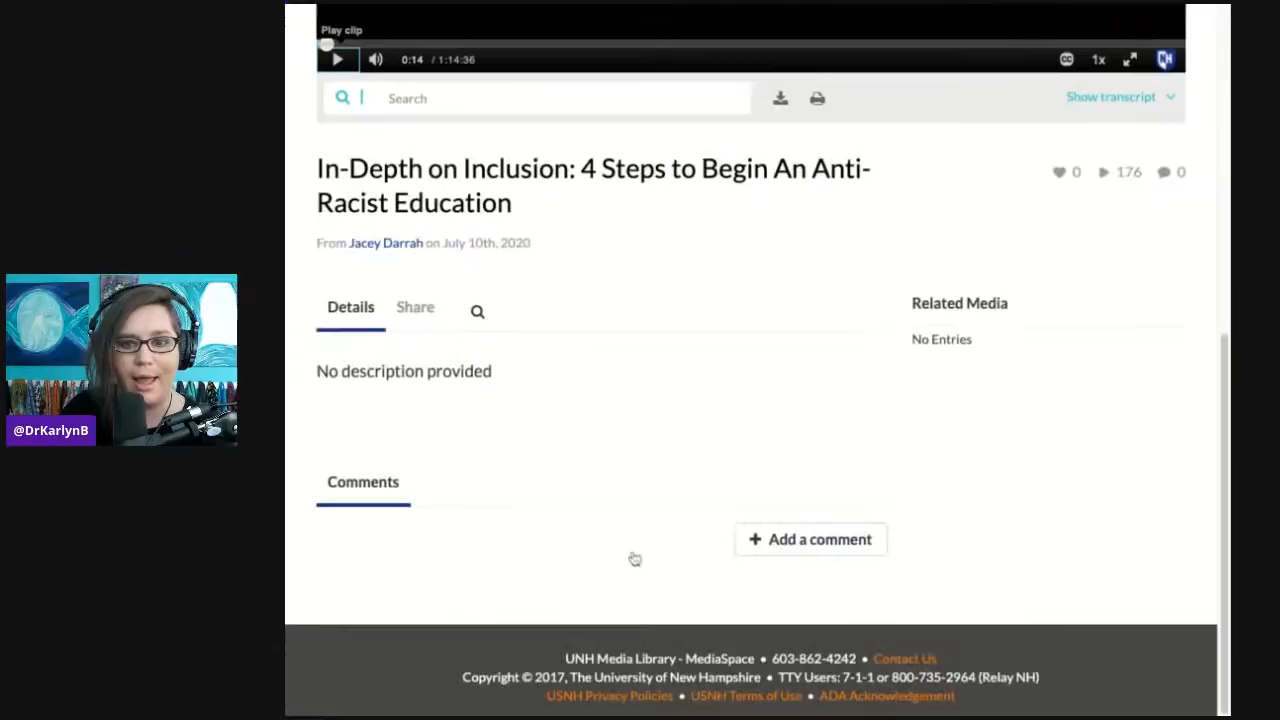 Play clip
0:14 / 1:14:36
CC
1x
Search
Show transcript
In-Depth on Inclusion: 4 Steps to Begin An Anti-
Racist Education
0 176 0
From Jacey Darrah on July 10th, 2020
Details Share
Related Media
No Entries
No description provided
@DrKarlynB
Comments
+ Add a comment
UNH Media Library - MediaSpace • 603-862-4242 • Contact Us
Copyright © 2017, The University of New Hampshire • TTY Users: 7-1-1 or 800-735-2964 (Relay NH)
USNH Privacy Policies • USNH Terms of Use • ADA Acknowledgement